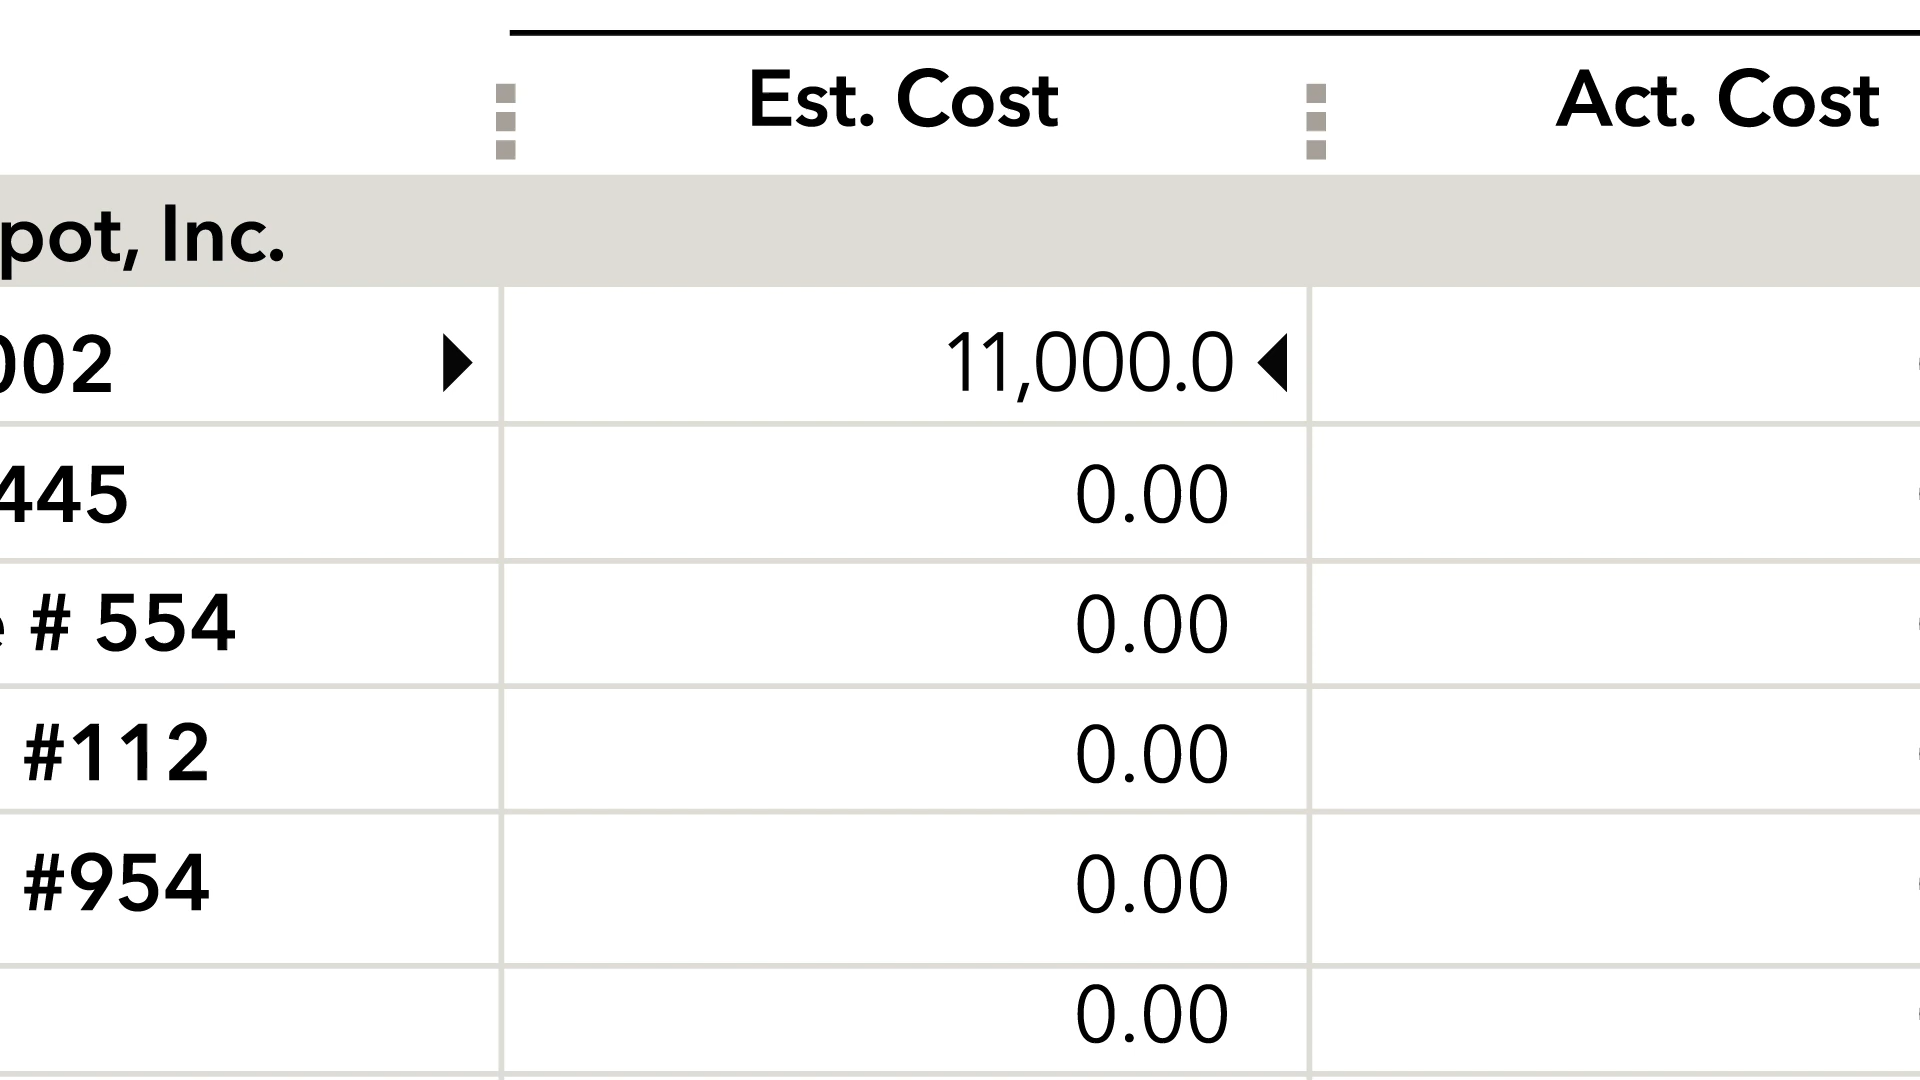 Est. Cost Act. Cost
pot, Inc.
002 11,000.0
445 0.00
# 554 0.00
#112 0.00
#954 0.00
0.00